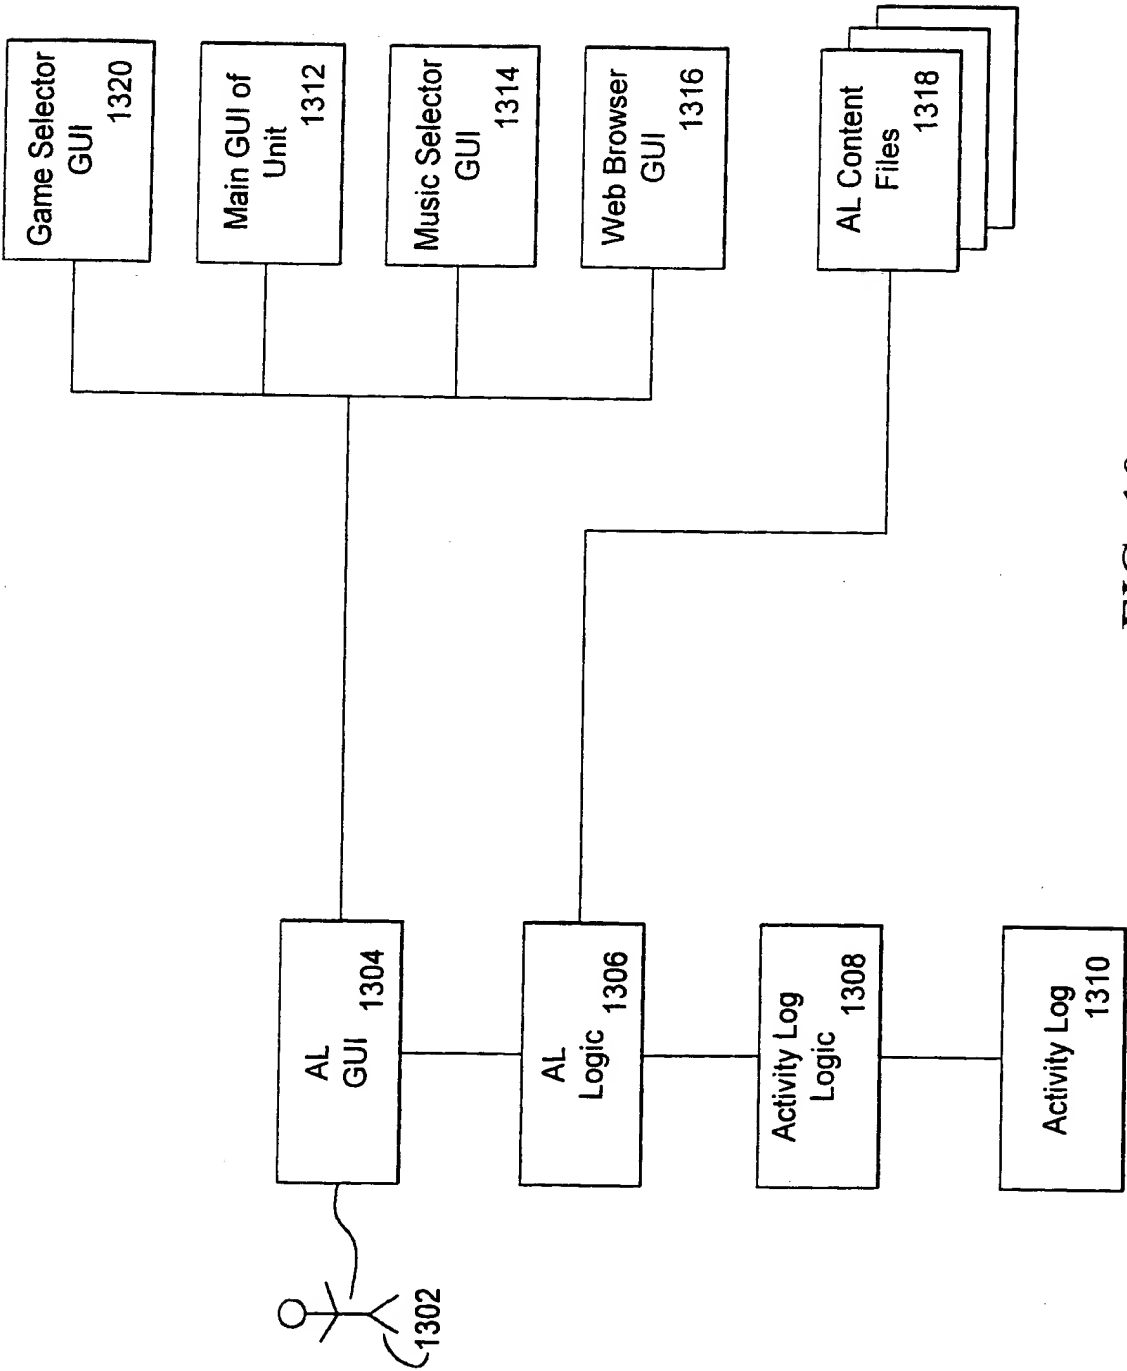 Game Selector
GUI
1320
Main GUI of
Unit
1312
Music Selector
GUI
1314
Web Browser
GUI
1316
AL Content
Files
1318
AL
GUI
1304
AL
Logic
1306
Activity Log
Logic
1308
Activity Log
1310
1302